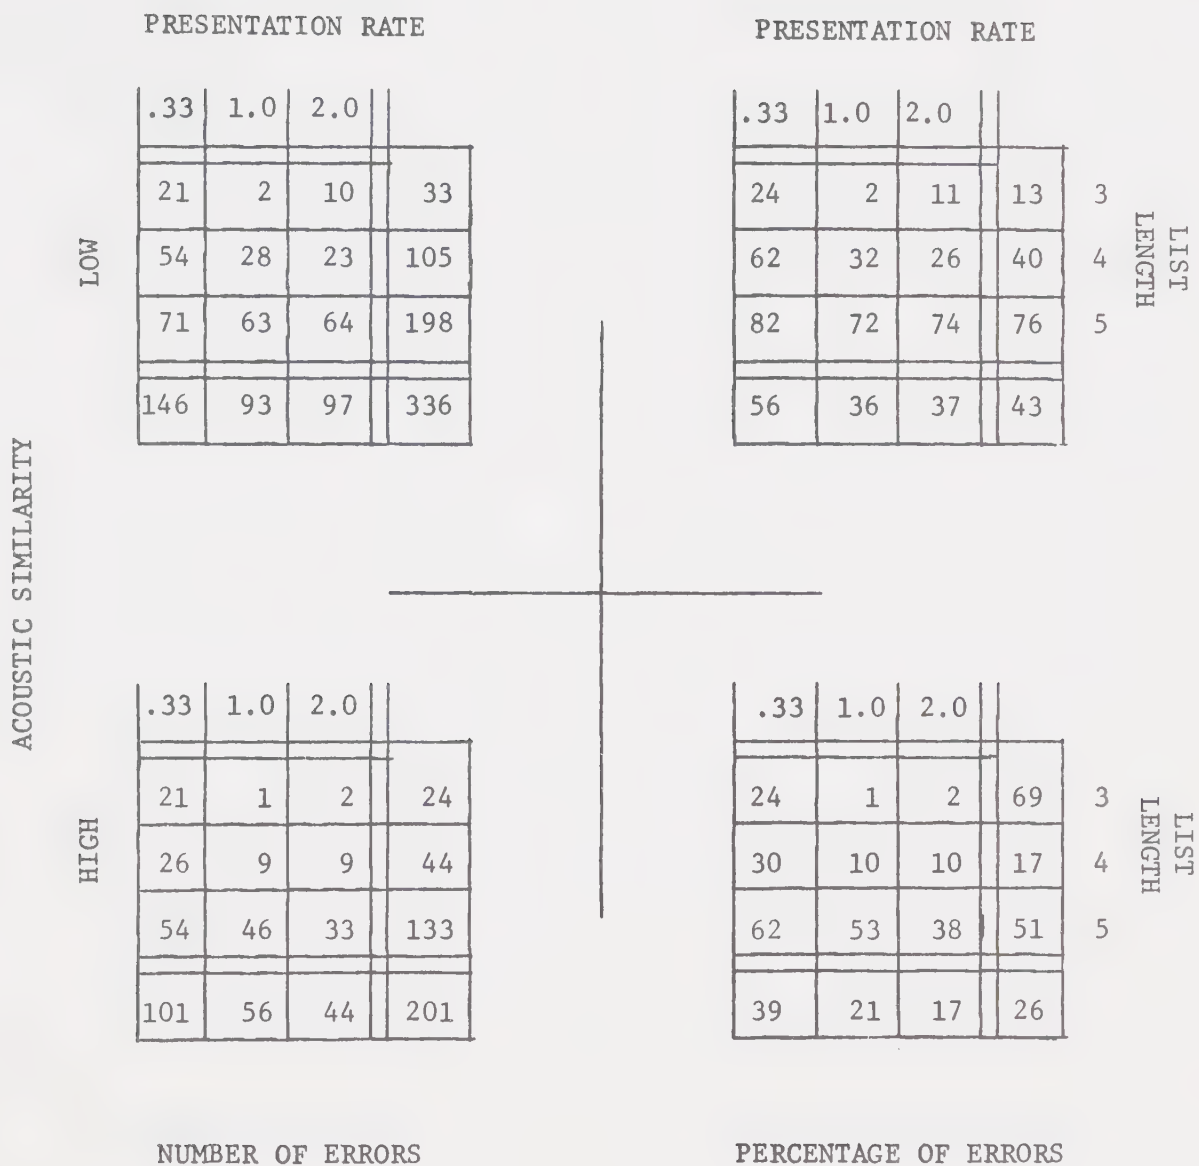 PRESENTATION RATE
.33 1.0 2.0
21 2 10 33
54 28 23 105
71 63 64 198
146 93 97 336
LOW
PRESENTATION RATE
.33 1.0 2.0
24 2 11 13 3
62 32 26 40 4
82 72 74 76 5
56 36 37 43
LIST
LENGTH
ACOUSTIC SIMILARITY
HIGH
.33 1.0 2.0
21 1 2 24
26 9 9 44
54 46 33 133
101 56 44 201
NUMBER OF ERRORS
.33 1.0 2.0
24 1 2 69 3
30 10 10 17 4
62 53 38 51 5
39 21 17 26
LIST
LENGTH
PERCENTAGE OF ERRORS